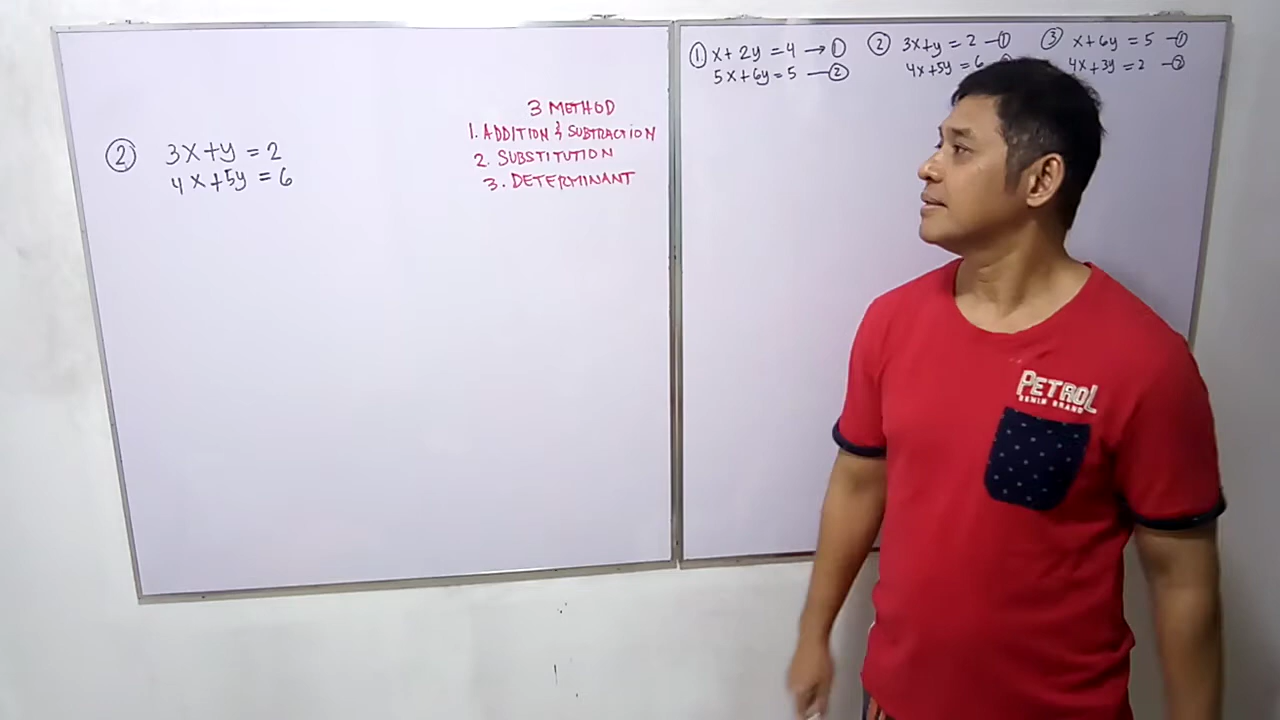 ② 3x+y = 2
4x+5y = 6
3 METHOD
1. ADDITION & SUBTRACTION
2. SUBSTITUTION
3. DETERMINANT
① x+2y = 4 → ①
5x+6y = 5 — ②
② 3x+y = 2 — ①
4x+5y = 6
③ x+6y = 5 — ①
4x+3y = 2 — ②
PETROL
DENIM BRAND